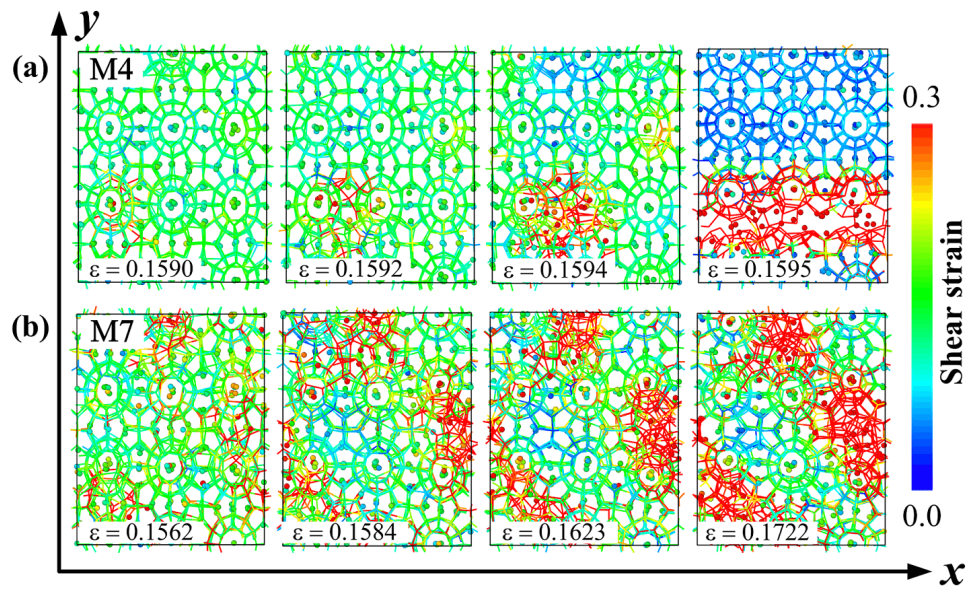 y
(a)
M4
ε = 0.1590
ε = 0.1592
ε = 0.1594
ε = 0.1595
(b)
M7
ε = 0.1562
ε = 0.1584
ε = 0.1623
ε = 0.1722
0.3
Shear strain
0.0
x